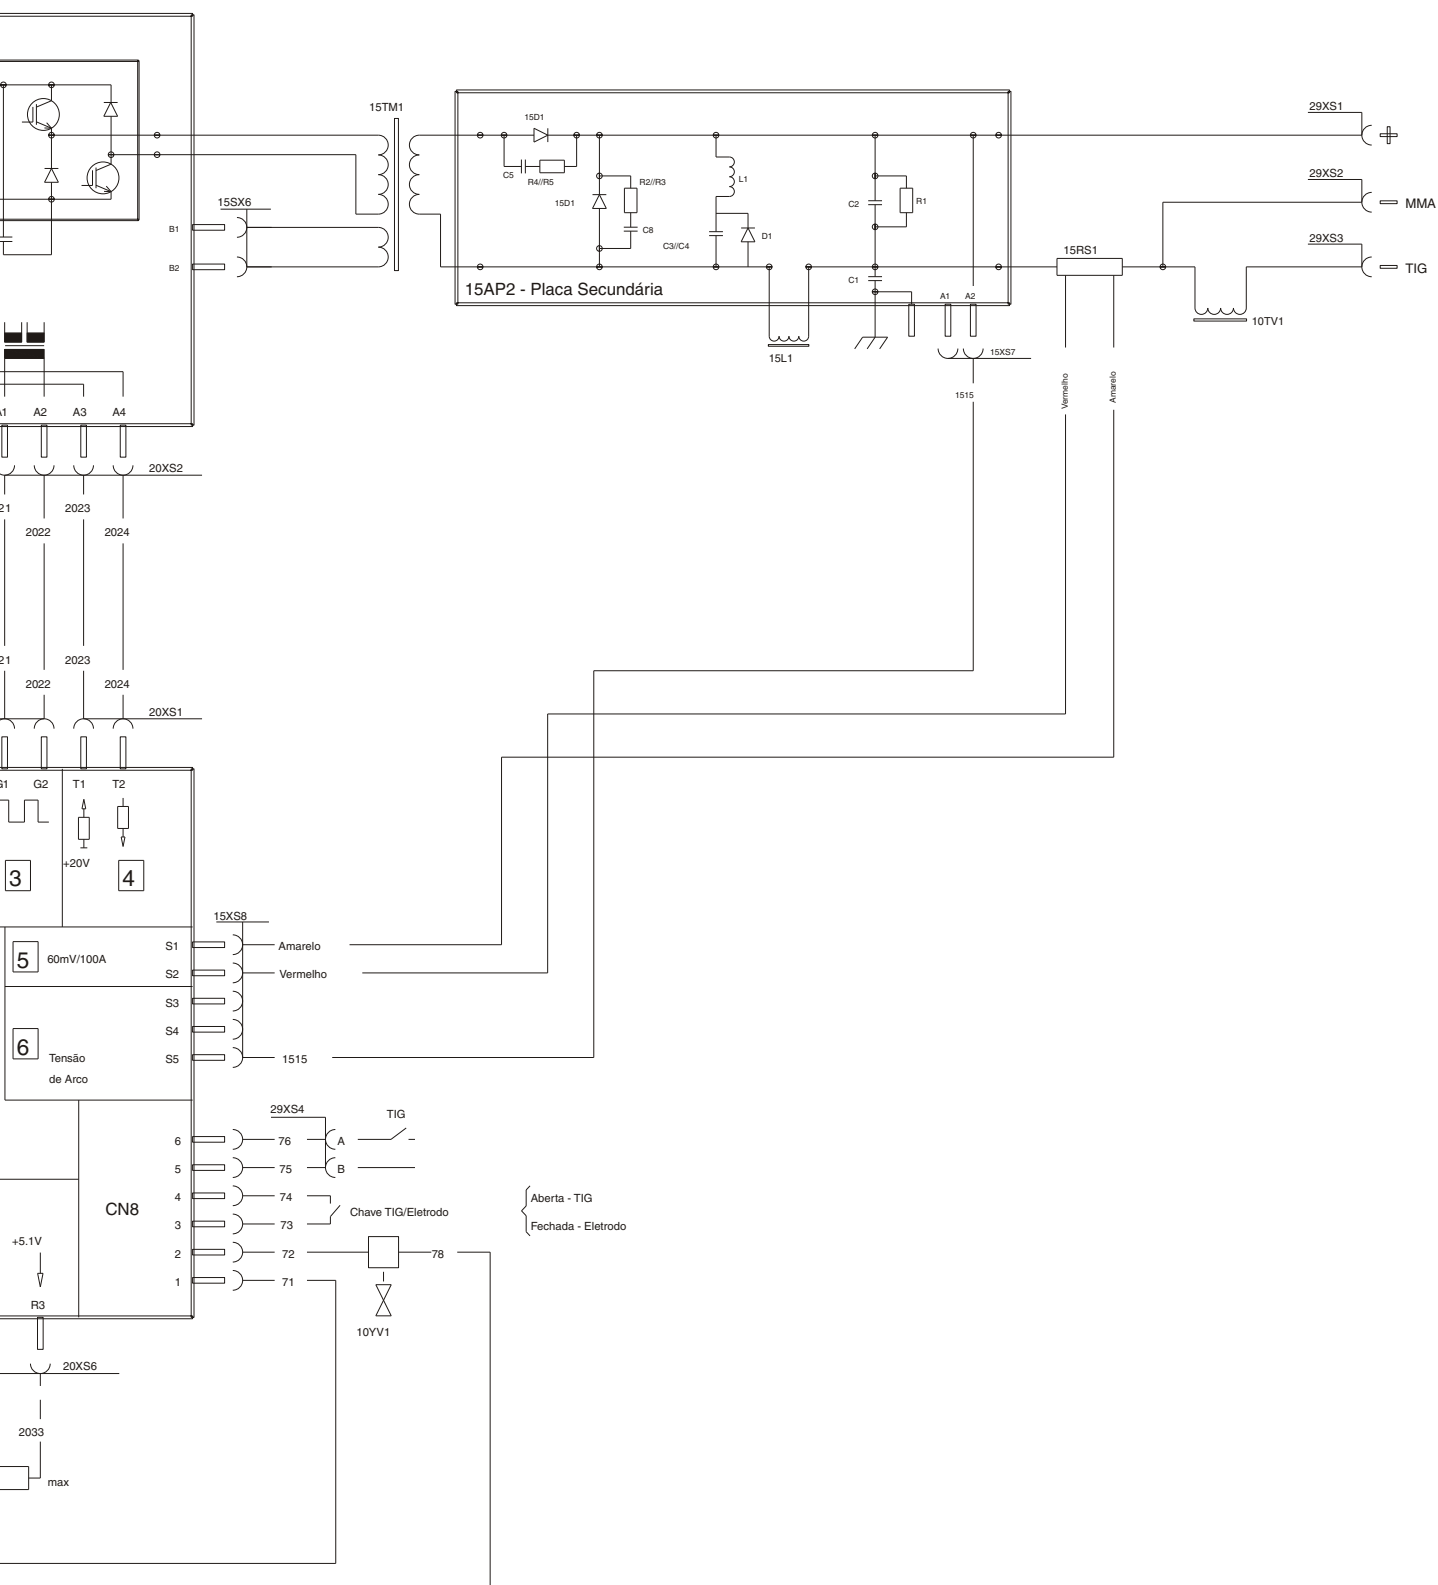 15TM1
15SX6
B1
B2
15D1
C5
R4//R5
15D1
R2//R3
C8
L1
C3//C4
D1
C2
R1
C1
15AP2 - Placa Secundária
A1
A2
15L1
15XS7
1515
15RS1
Vermelho
Amarelo
29XS1
29XS2
MMA
29XS3
TIG
10TV1
A2
A3
A4
20XS2
21
2023
2022
2024
21
2023
2022
2024
20XS1
G2
T1
T2
+20V
3
4
15XS8
5
60mV/100A
S1
Amarelo
S2
Vermelho
S3
S4
6
Tensão
de Arco
S5
1515
29XS4
TIG
6
76
A
5
75
B
4
74
Chave TIG/Eletrodo
3
73
Aberta - TIG
Fechada - Eletrodo
CN8
2
72
78
1
71
10YV1
+5.1V
R3
20XS6
2033
max